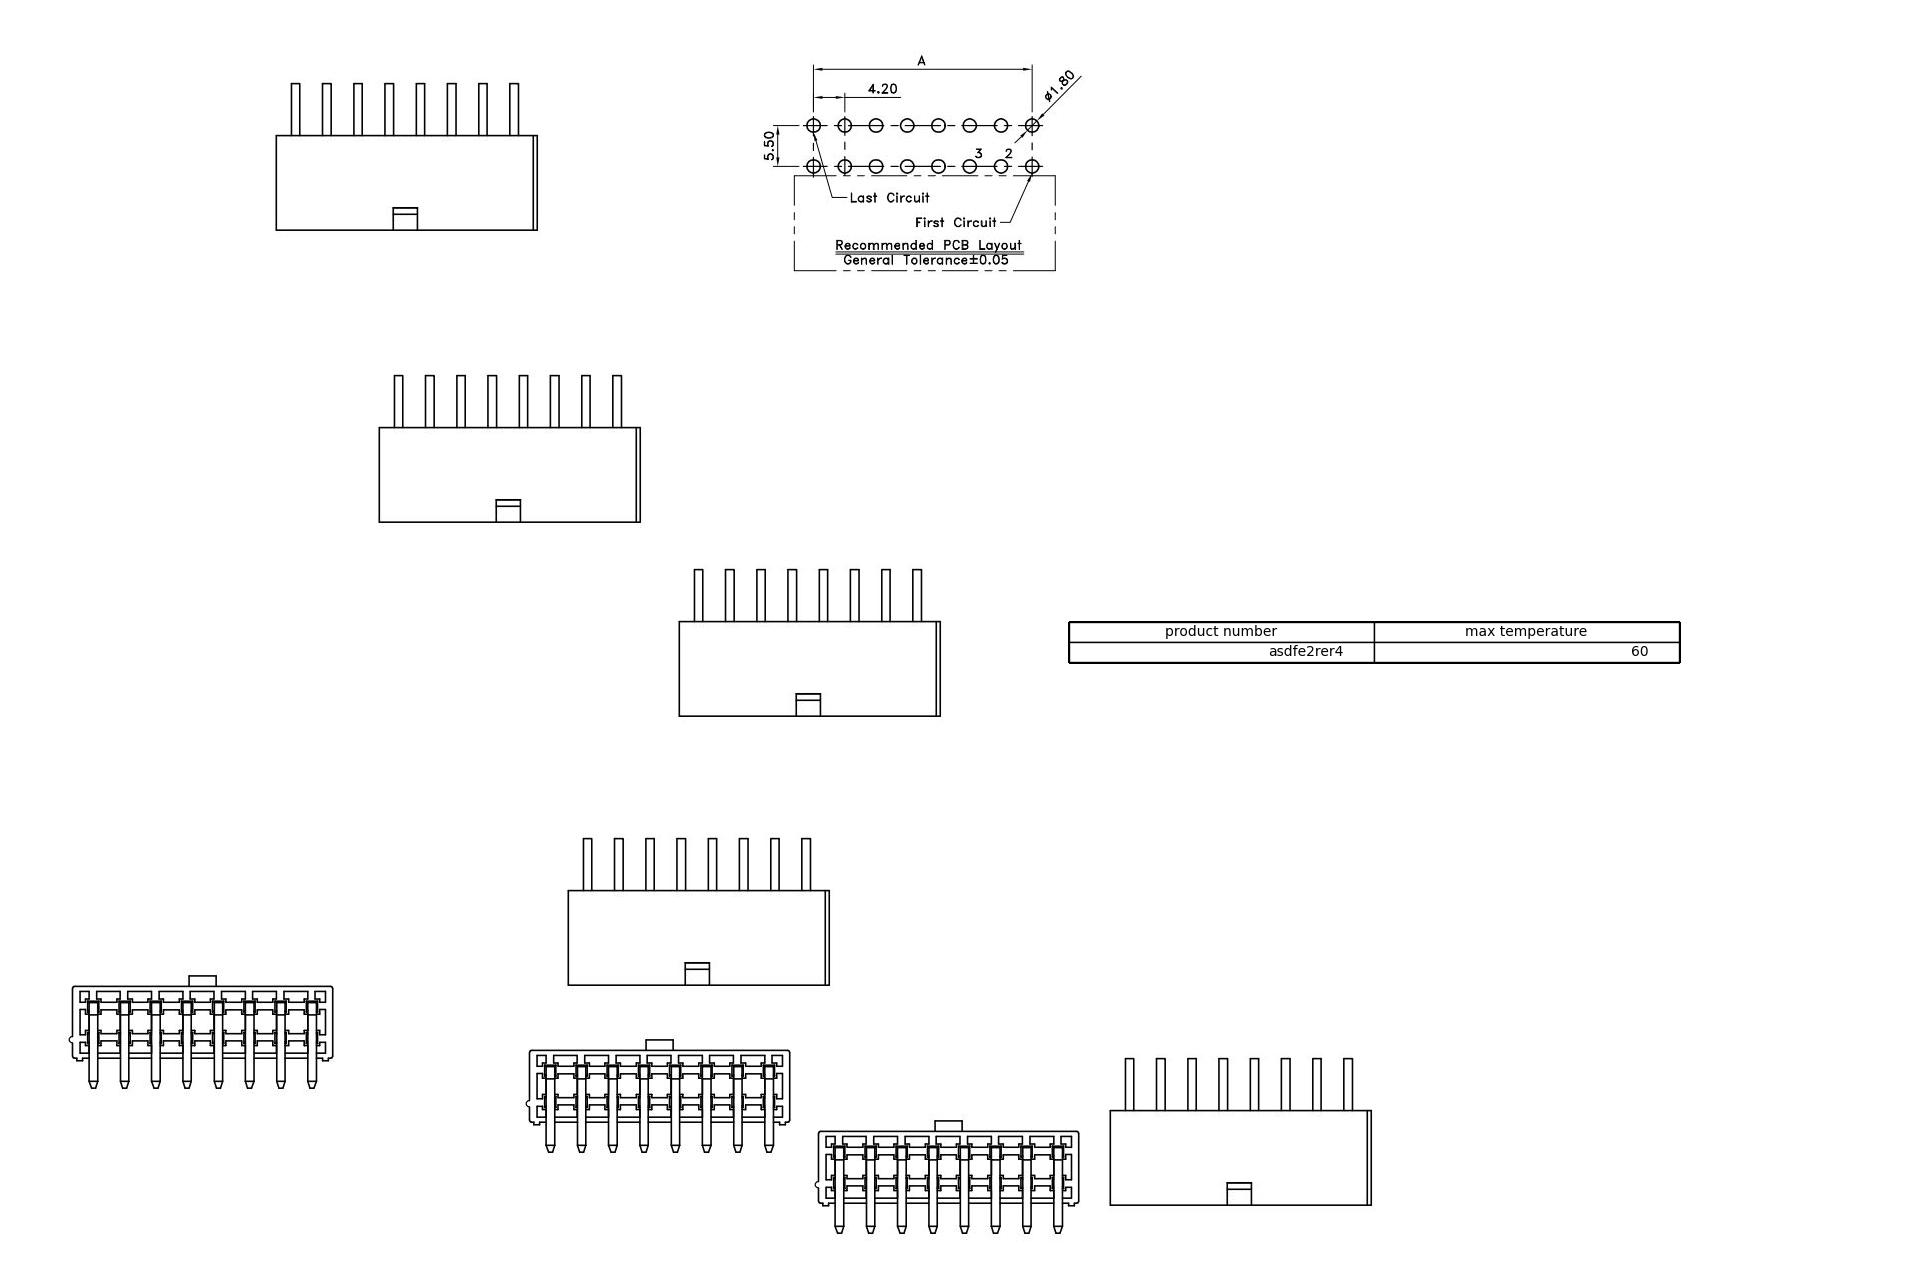 A
4.20
ø1.80
5.50
3 2
Last Circuit
First Circuit
Recommended PCB Layout
General Tolerance±0.05
product number max temperature
asdfe2rer4 60